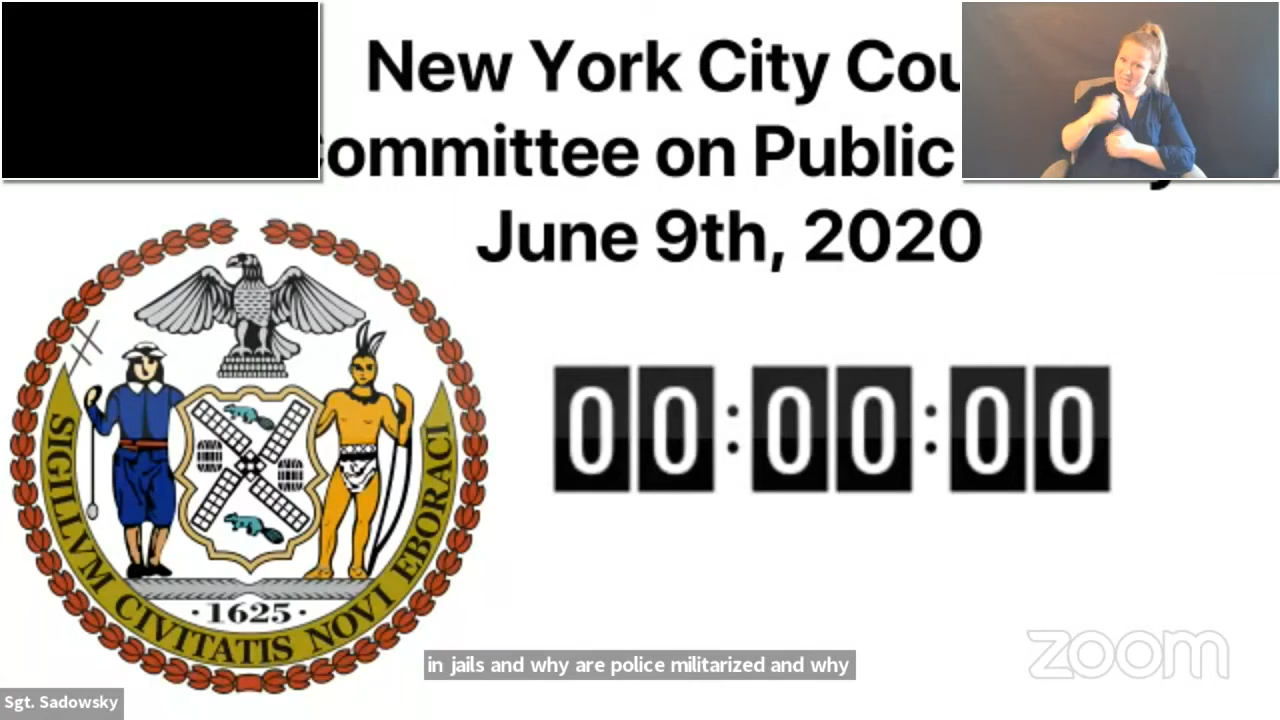 New York City Cou
ommittee on Public
June 9th, 2020
00:00:00
SIGILLVM CIVITATIS NOVI EBORACI
·1625·
zoom
in jails and why are police militarized and why
Sgt. Sadowsky